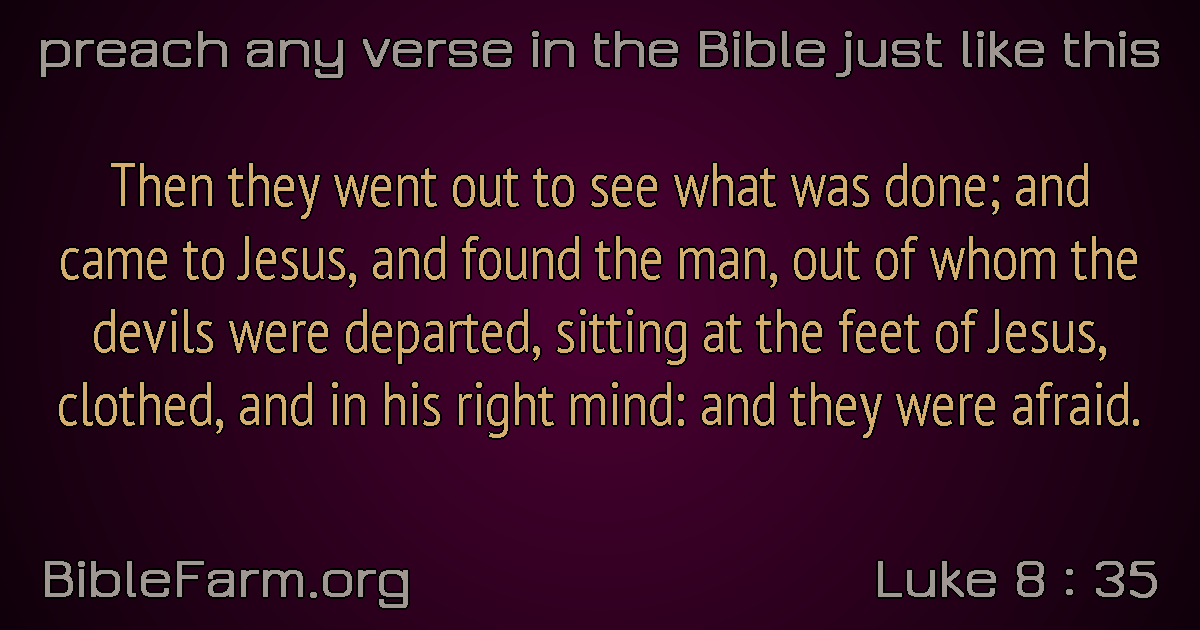 preach any verse in the Bible just like this
Then they went out to see what was done; and
came to Jesus, and found the man, out of whom the
devils were departed, sitting at the feet of Jesus,
clothed, and in his right mind: and they were afraid.
BibleFarm.org
Luke 8 : 35